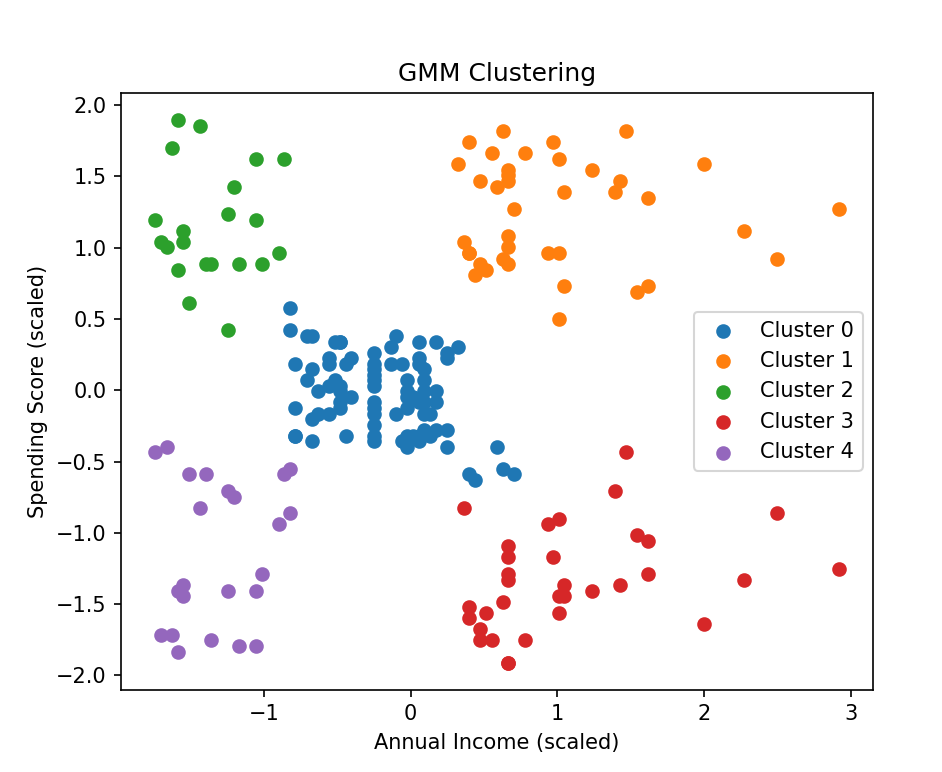 GMM Clustering
2.0
1.5
1.0
0.5
0.0
−0.5
−1.0
−1.5
−2.0
Spending Score (scaled)
Cluster 0
Cluster 1
Cluster 2
Cluster 3
Cluster 4
−1 0 1 2 3
Annual Income (scaled)